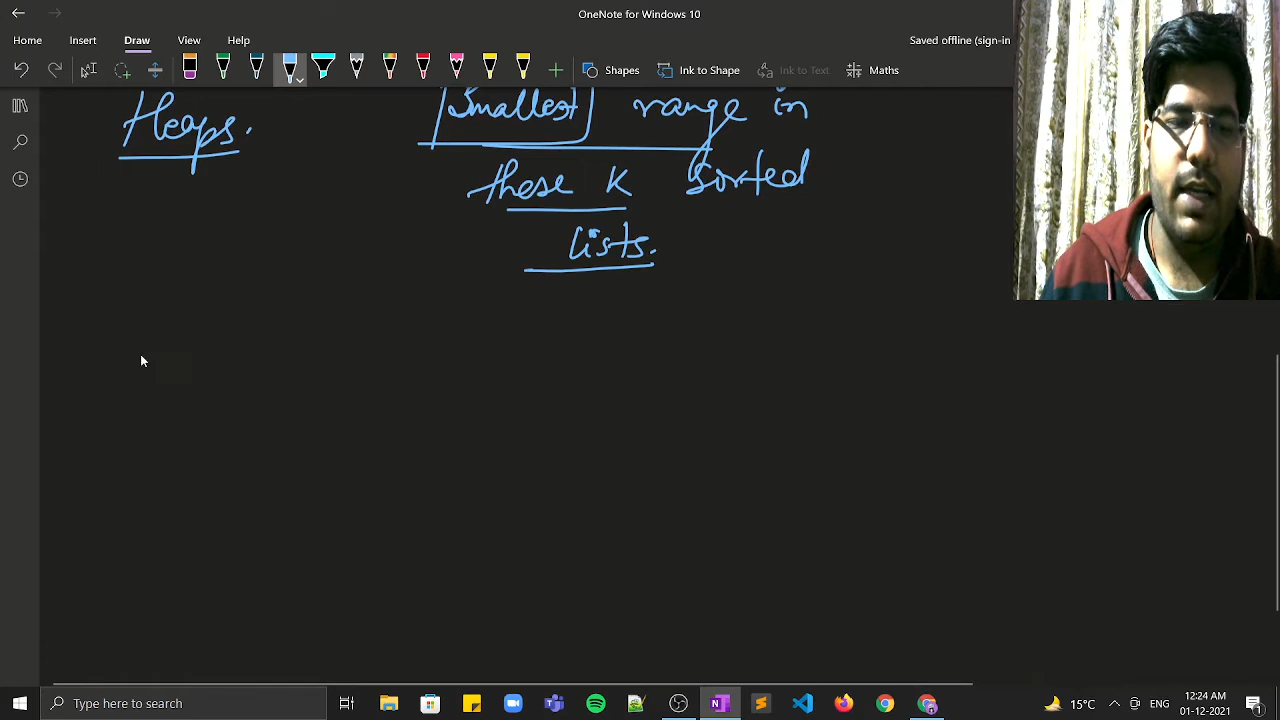 OneNote for Windows 10
Home Insert Draw View Help
Saved offline (sign-in
Shapes Ink to Shape Ink to Text Maths
Heaps. Smallest range in
these K sorted
lists.
Type here to search
15°C ENG 12:24 AM
01-12-2021
1